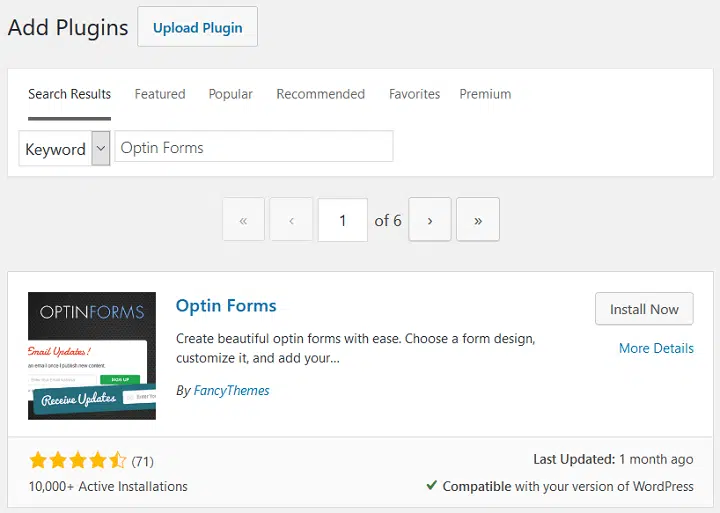 Add Plugins Upload Plugin
Search Results Featured Popular Recommended Favorites Premium
Keyword Optin Forms
« ‹ 1 of 6 › »
OPTINFORMS
Email Updates!
an email once I publish new content.
SIGN UP
Receive Updates
Optin Forms
Install Now
Create beautiful optin forms with ease. Choose a form design,
customize it, and add your...
More Details
By FancyThemes
(71)
Last Updated: 1 month ago
10,000+ Active Installations
Compatible with your version of WordPress